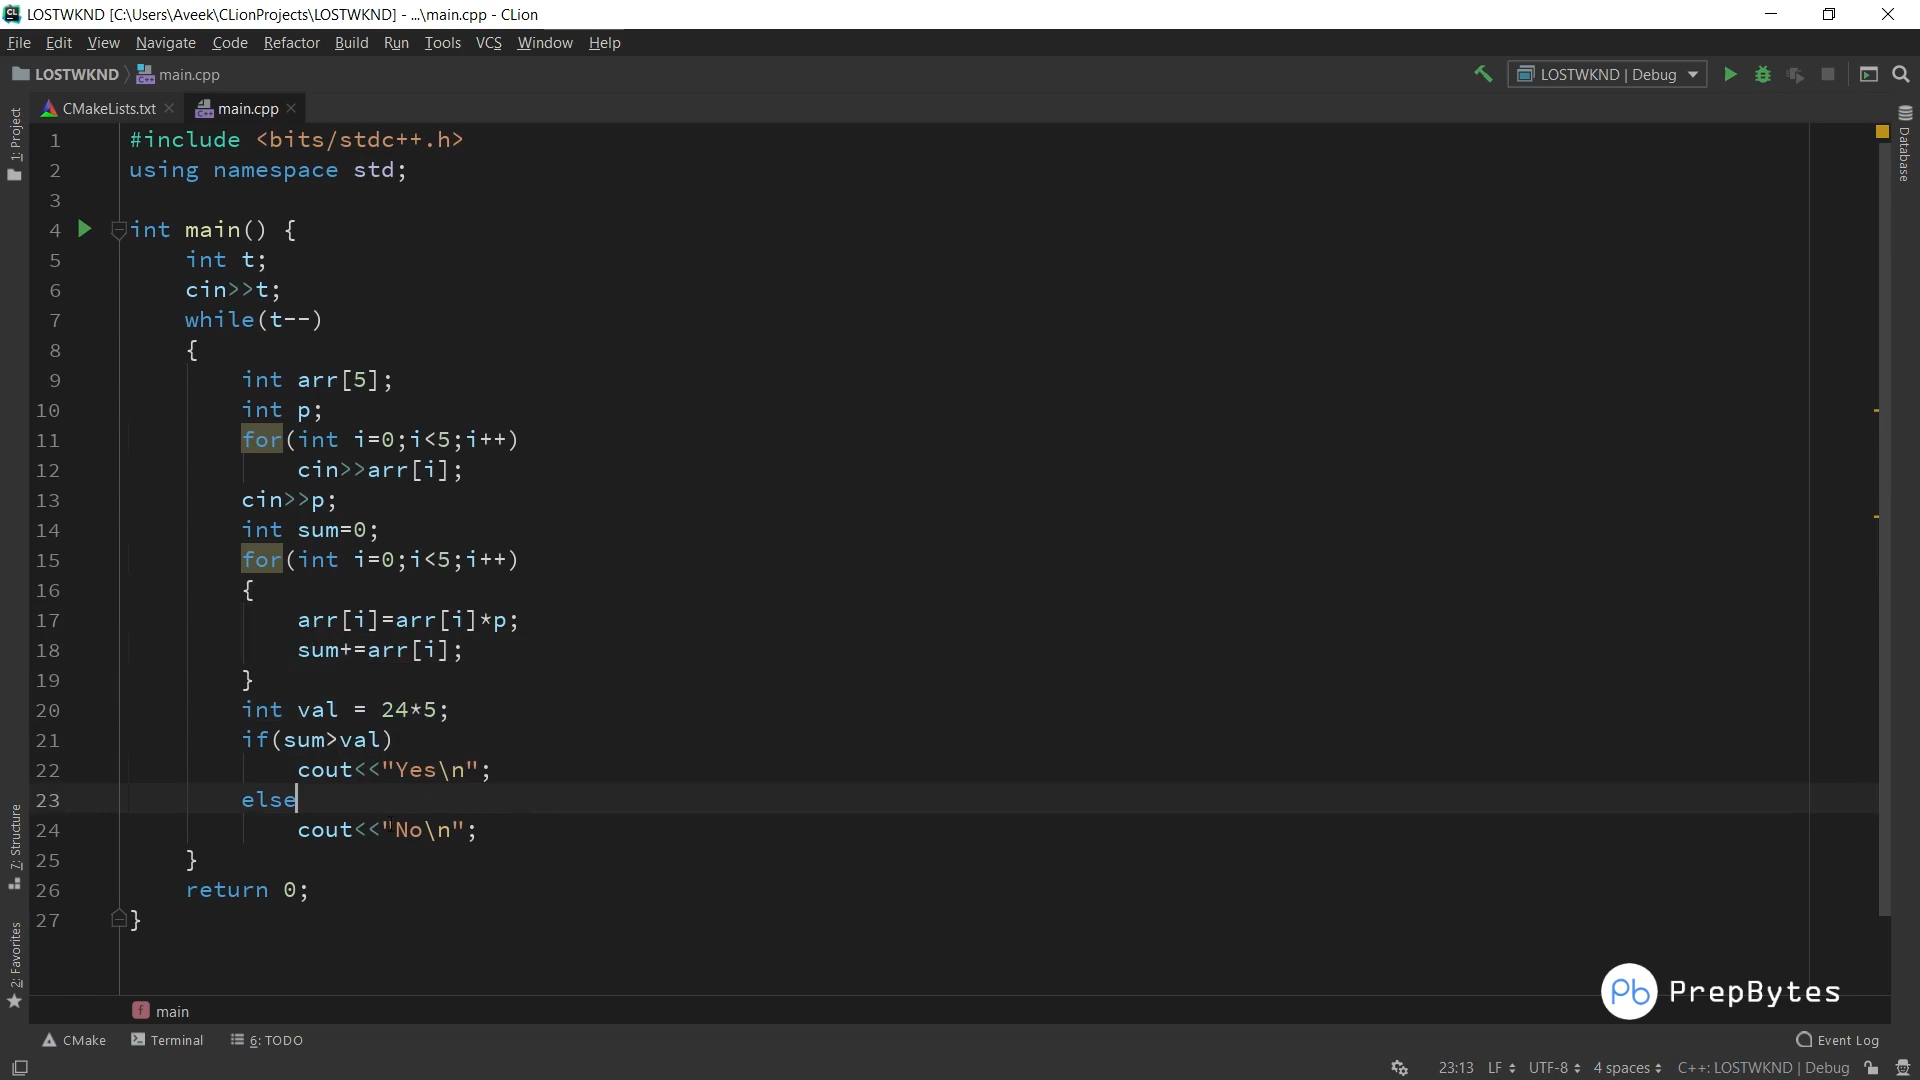 LOSTWKND [C:\Users\Aveek\CLionProjects\LOSTWKND] - ...\main.cpp - CLion
File Edit View Navigate Code Refactor Build Run Tools VCS Window Help
LOSTWKND main.cpp LOSTWKND | Debug
CMakeLists.txt main.cpp
1: Project
Database
1 #include <bits/stdc++.h>
2 using namespace std;
3
4 int main() {
5     int t;
6     cin>>t;
7     while(t--)
8     {
9         int arr[5];
10         int p;
11         for(int i=0;i<5;i++)
12             cin>>arr[i];
13         cin>>p;
14         int sum=0;
15         for(int i=0;i<5;i++)
16         {
17             arr[i]=arr[i]*p;
18             sum+=arr[i];
19         }
20         int val = 24*5;
21         if(sum>val)
22             cout<<"Yes\n";
23         else
24             cout<<"No\n";
25     }
26     return 0;
27 }
7: Structure
2: Favorites
Pb PrepBytes
f main
CMake Terminal 6: TODO Event Log
23:13 LF UTF-8 4 spaces C++: LOSTWKND | Debug